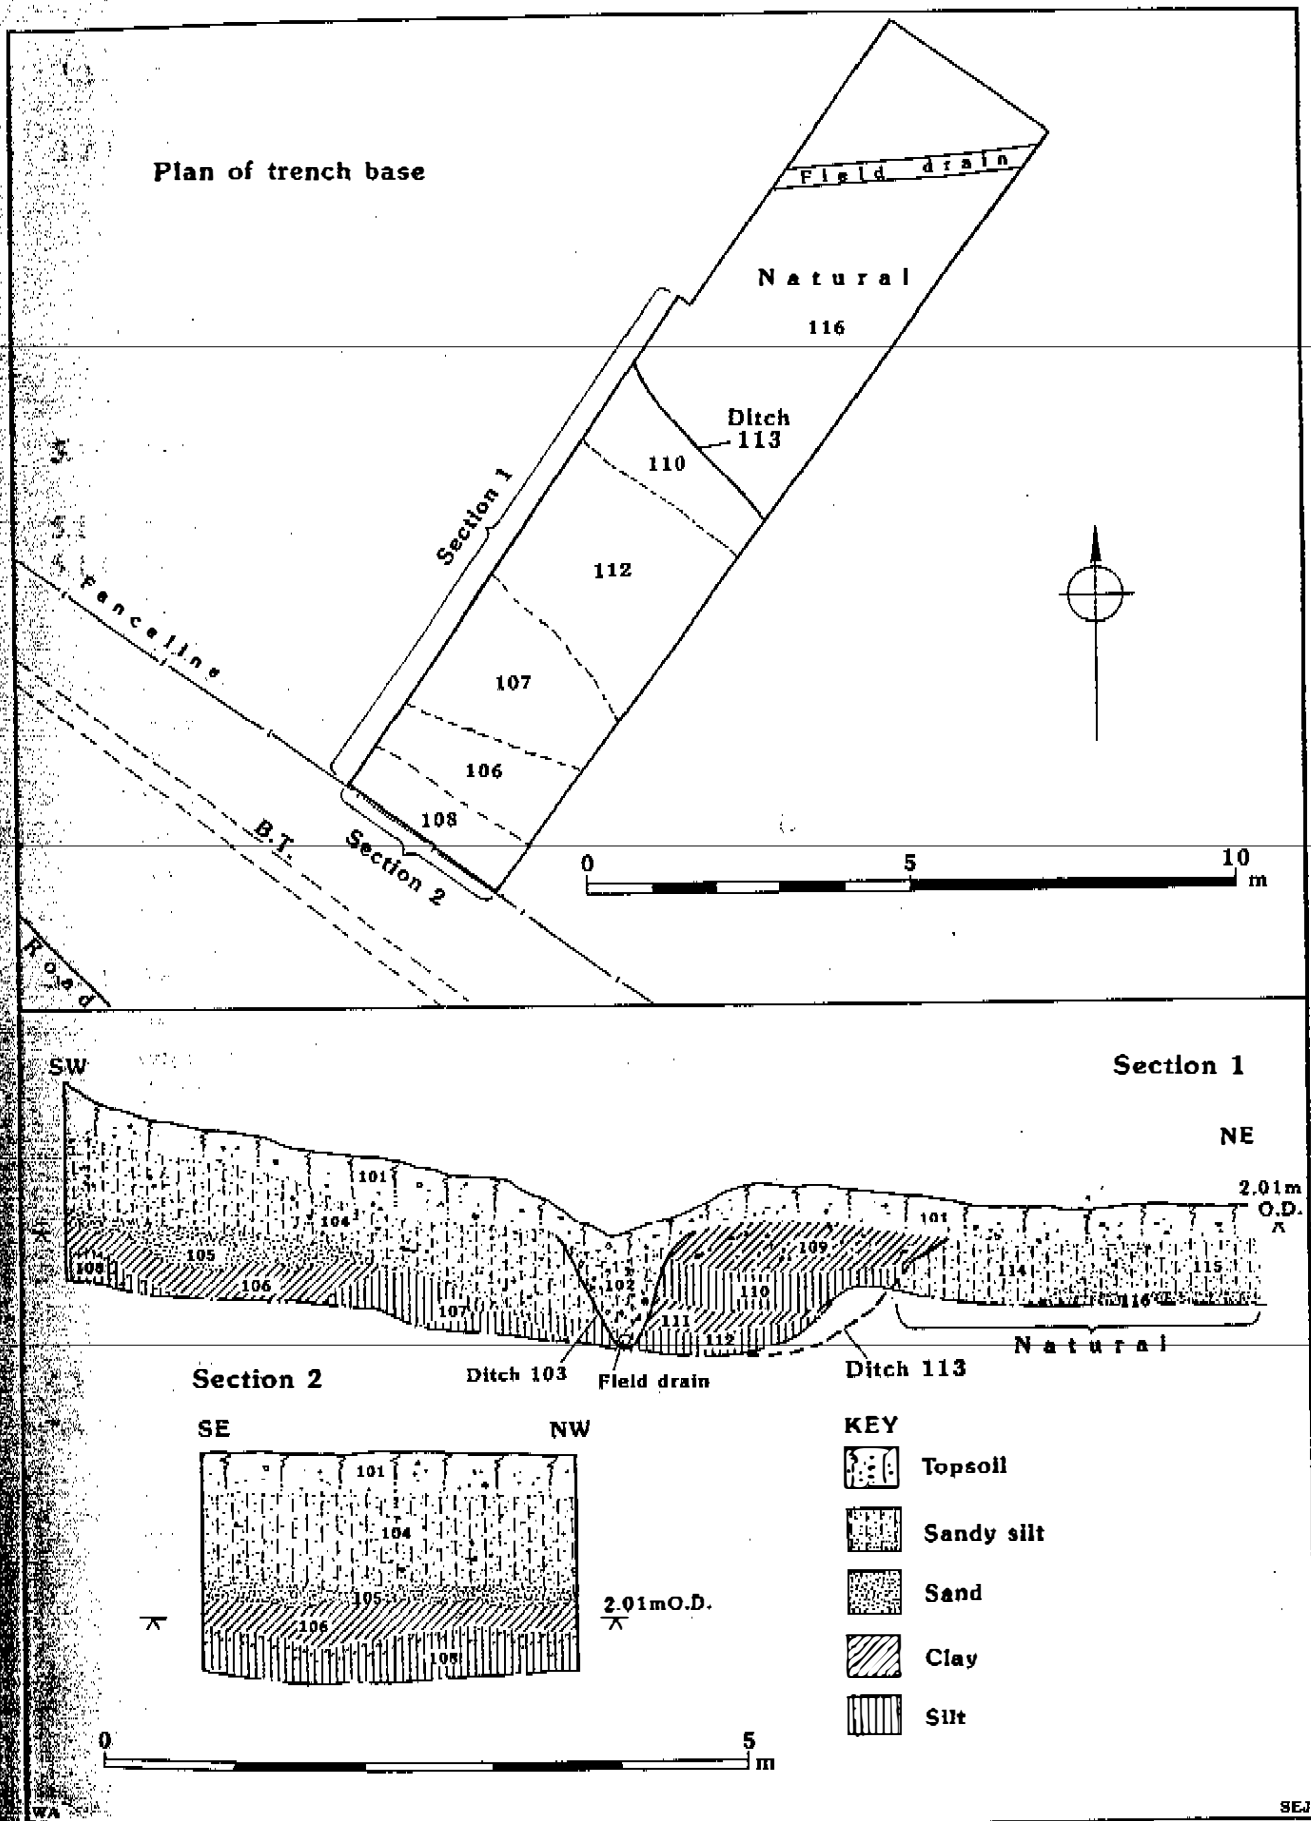 Plan of trench base
Field drain
Natural
116
Ditch
113
110
Section 1
112
Fenceline
107
106
108
B.T.
Section 2
0 5 10
m
Road
SW
Section 1
NE
2.01m
O.D.
101
101
104
105
108
106
107
102
109
110
111
112
114
115
116
Natural
Ditch 103
Field drain
Ditch 113
Section 2
SE
NW
101
104
105
2.01mO.D.
106
108
KEY
Topsoil
Sandy silt
Sand
Clay
Silt
0 5
m
WA
SEJ